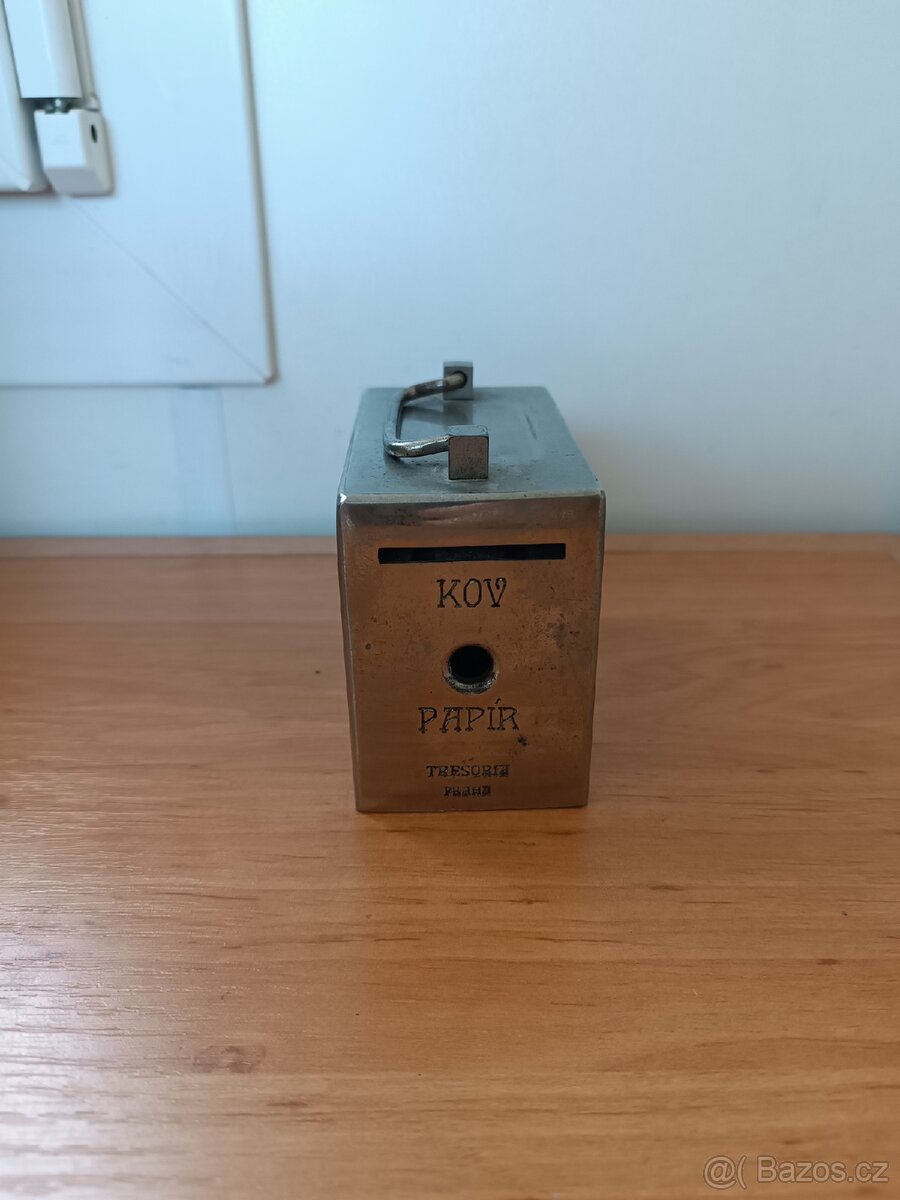 KOV
PAPÍR
TRESORIA
PRAHA
@( Bazos.cz